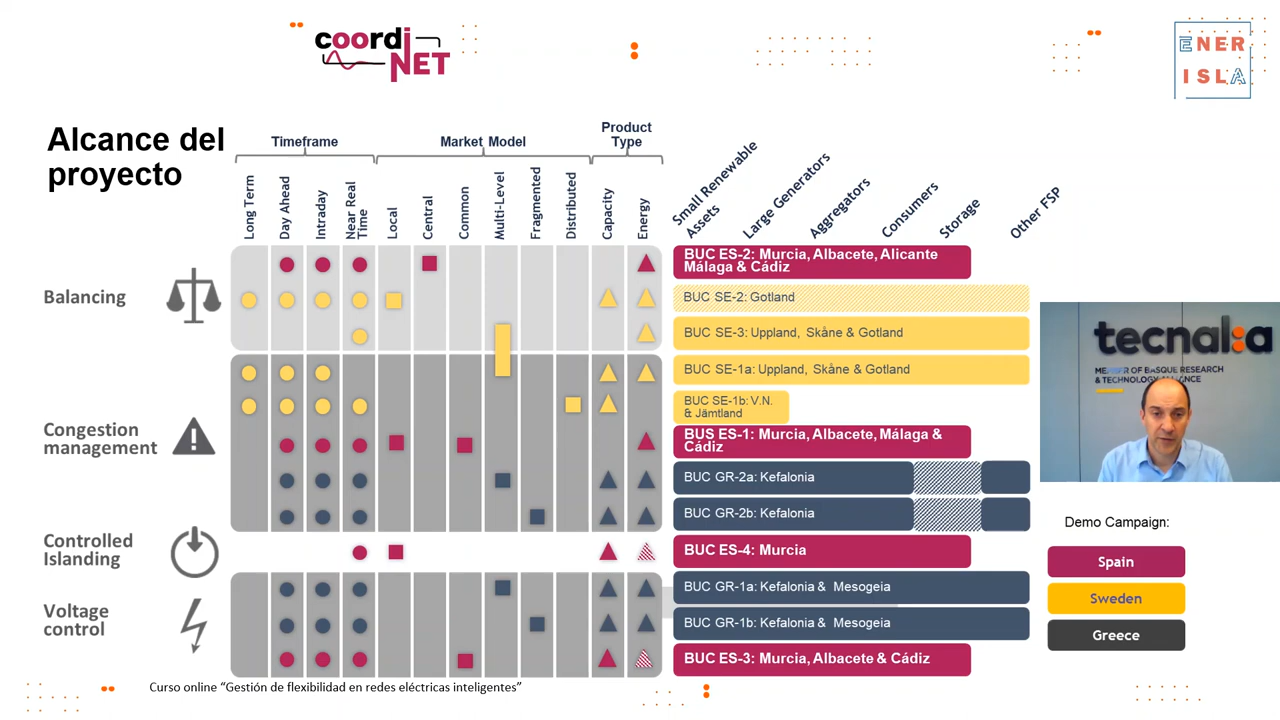 coordi
NET
ENER
ISLA
Alcance del
proyecto
Timeframe
Market Model
Product
Type
Long Term
Day Ahead
Intraday
Near Real
Time
Local
Central
Common
Multi-Level
Fragmented
Distributed
Capacity
Energy
Small Renewable
Assets
Large Generators
Aggregators
Consumers
Storage
Other FSP
Balancing
BUC ES-2: Murcia, Albacete, Alicante
Málaga & Cádiz
BUC SE-2: Gotland
BUC SE-3: Uppland, Skåne & Gotland
Congestion
management
BUC SE-1a: Uppland, Skåne & Gotland
BUC SE-1b: V.N.
& Jämtland
BUS ES-1: Murcia, Albacete, Málaga &
Cádiz
BUC GR-2a: Kefalonia
BUC GR-2b: Kefalonia
Controlled
Islanding
BUC ES-4: Murcia
Voltage
control
BUC GR-1a: Kefalonia & Mesogeia
BUC GR-1b: Kefalonia & Mesogeia
BUC ES-3: Murcia, Albacete & Cádiz
tecnalia
MEMBER OF BASQUE RESEARCH
& TECHNOLOGY ALLIANCE
Demo Campaign:
Spain
Sweden
Greece
Curso online “Gestión de flexibilidad en redes eléctricas inteligentes”